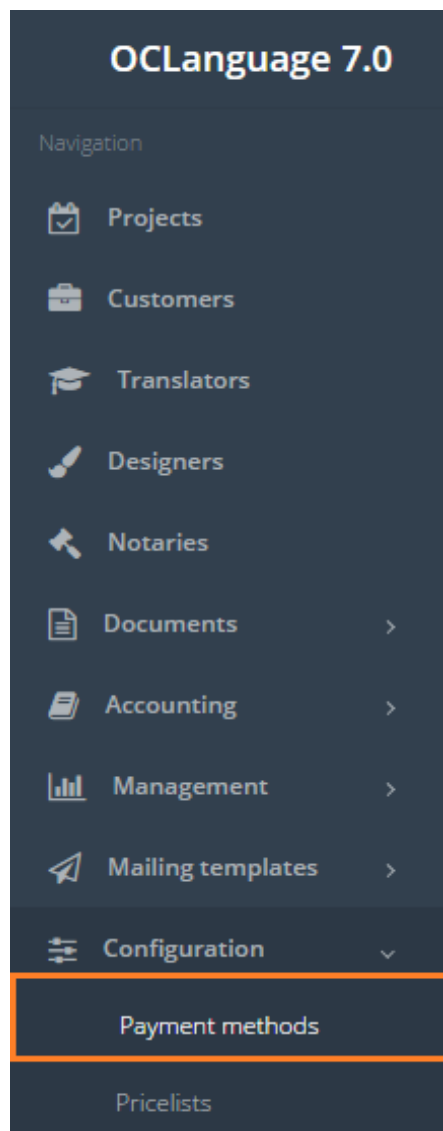 OCLanguage 7.0
Navigation
Projects
Customers
Translators
Designers
Notaries
Documents
Accounting
Management
Mailing templates
Configuration
Payment methods
Pricelists